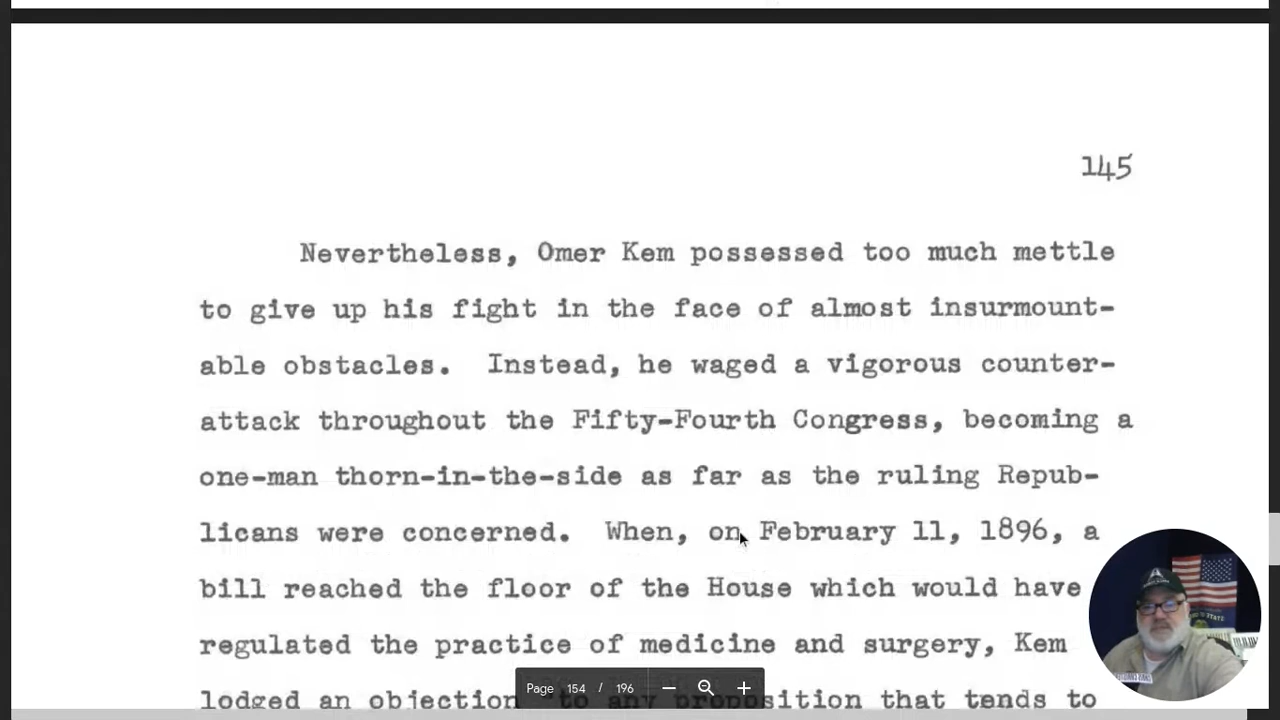 145
Nevertheless, Omer Kem possessed too much mettle
to give up his fight in the face of almost insurmount-
able obstacles. Instead, he waged a vigorous counter-
attack throughout the Fifty-Fourth Congress, becoming a
one-man thorn-in-the-side as far as the ruling Repub-
licans were concerned. When, on February 11, 1896, a
bill reached the floor of the House which would have
regulated the practice of medicine and surgery, Kem
lodged an objection "to any proposition that tends to
Page 154 / 196